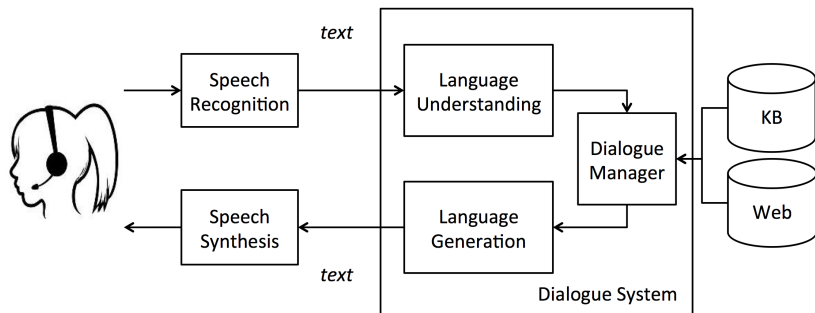 text
Speech
Recognition
Language
Understanding
KB
Dialogue
Manager
Speech
Synthesis
Language
Generation
Web
text
Dialogue System